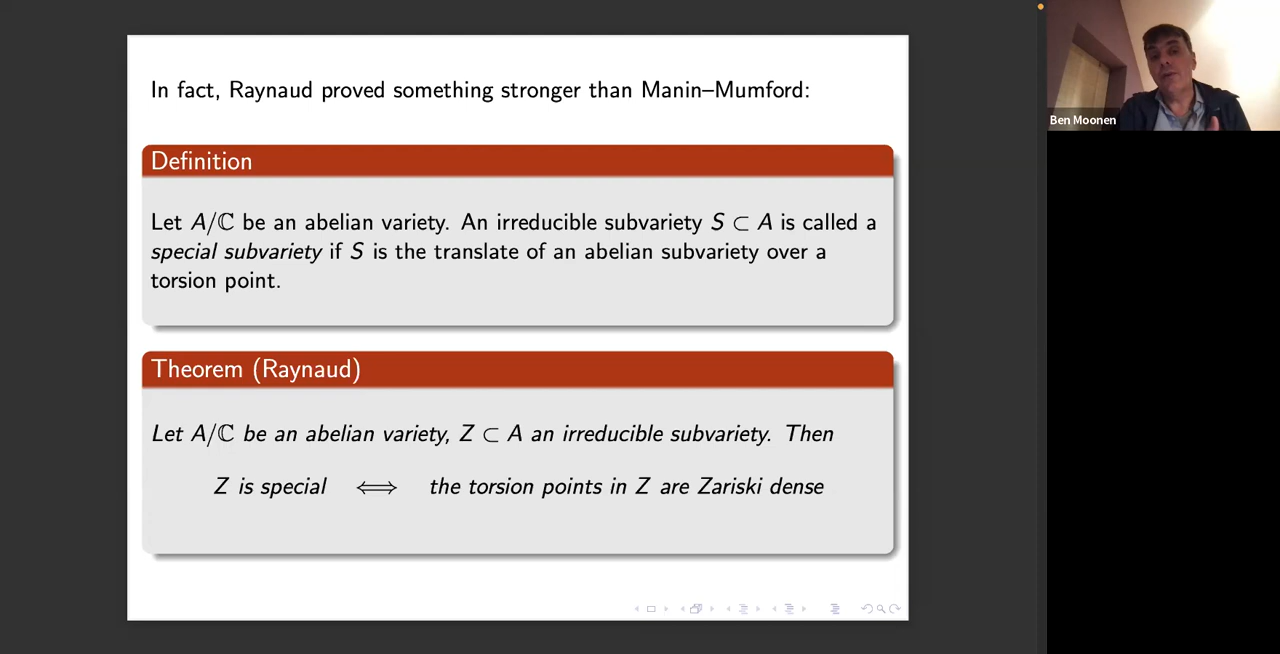 In fact, Raynaud proved something stronger than Manin–Mumford:
Definition
Let A/ℂ be an abelian variety. An irreducible subvariety S ⊂ A is called a
special subvariety if S is the translate of an abelian subvariety over a
torsion point.
Theorem (Raynaud)
Let A/ℂ be an abelian variety, Z ⊂ A an irreducible subvariety. Then
Z is special ⟺ the torsion points in Z are Zariski dense
Ben Moonen